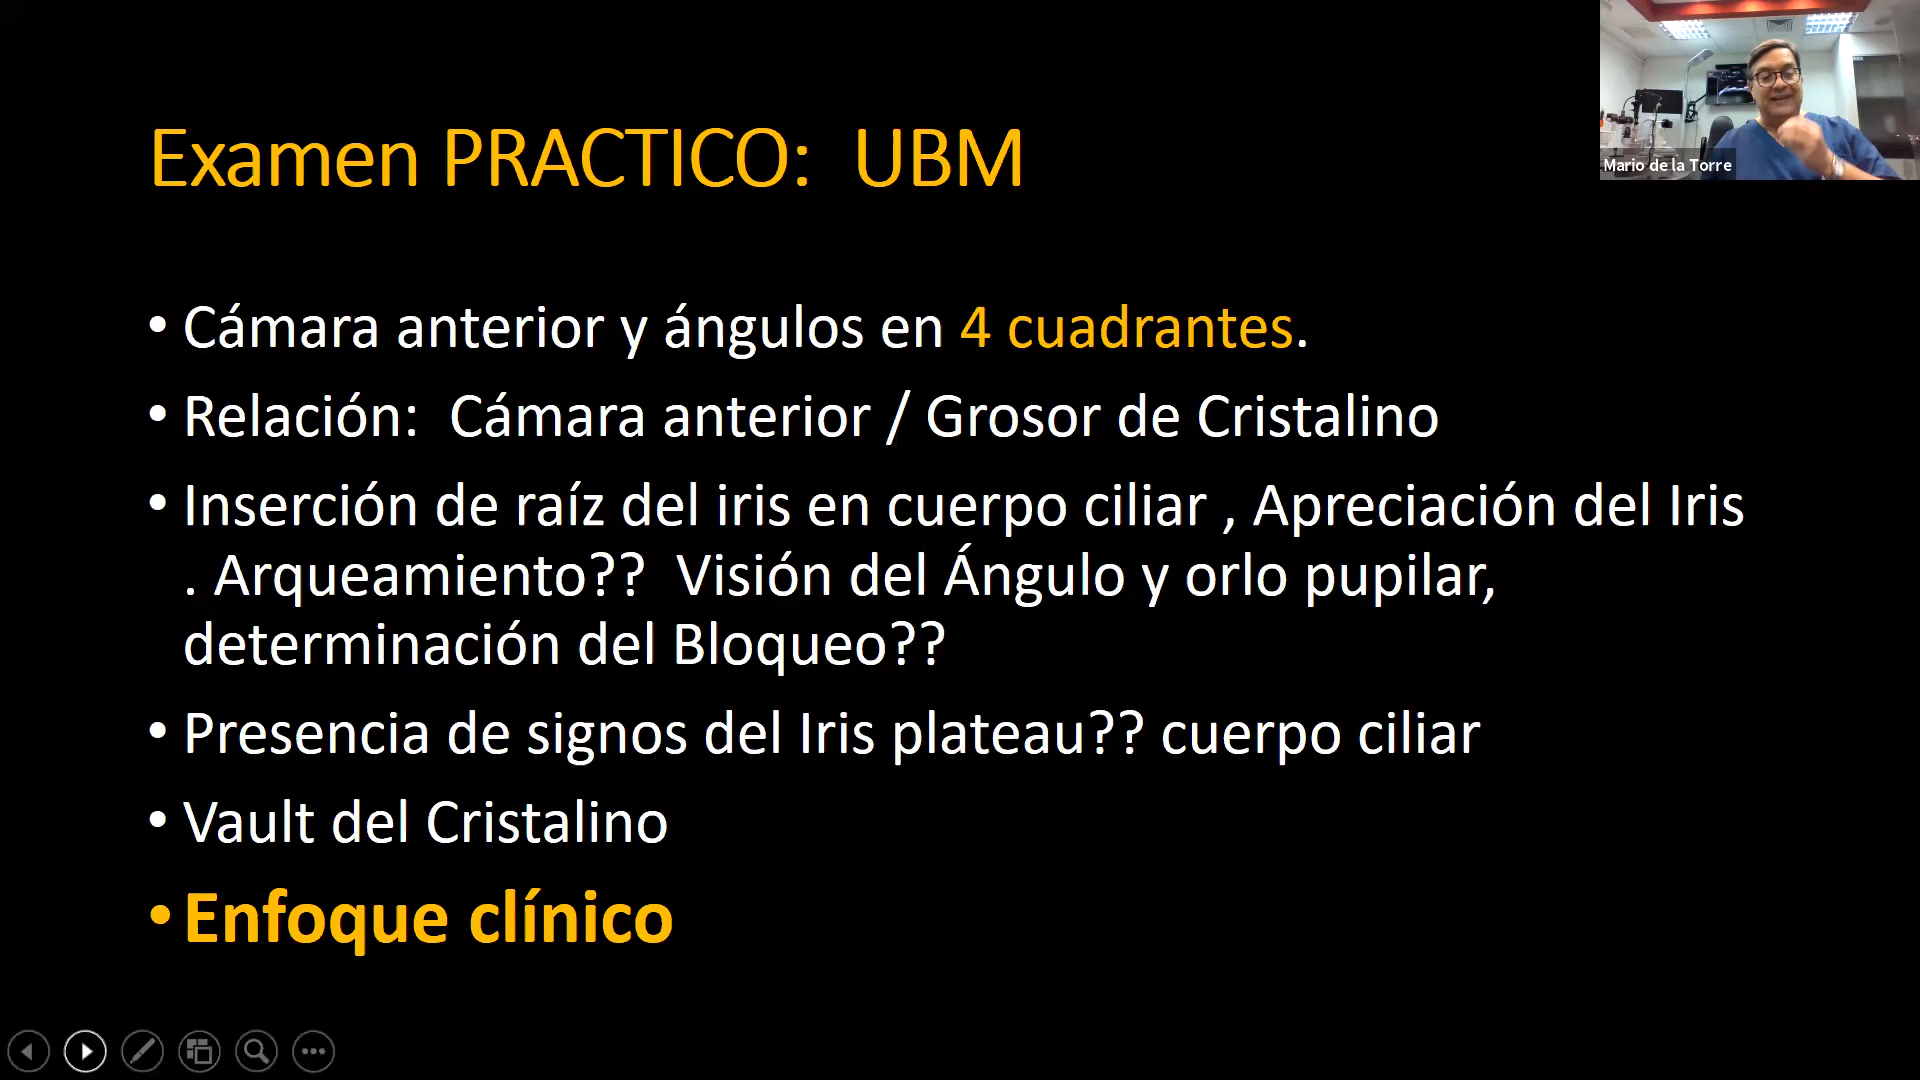 Examen PRACTICO:  UBM
Mario de la Torre
• Cámara anterior y ángulos en 4 cuadrantes.
• Relación:  Cámara anterior / Grosor de Cristalino
• Inserción de raíz del iris en cuerpo ciliar , Apreciación del Iris
. Arqueamiento??  Visión del Ángulo y orlo pupilar,
determinación del Bloqueo??
• Presencia de signos del Iris plateau?? cuerpo ciliar
• Vault del Cristalino
• Enfoque clínico